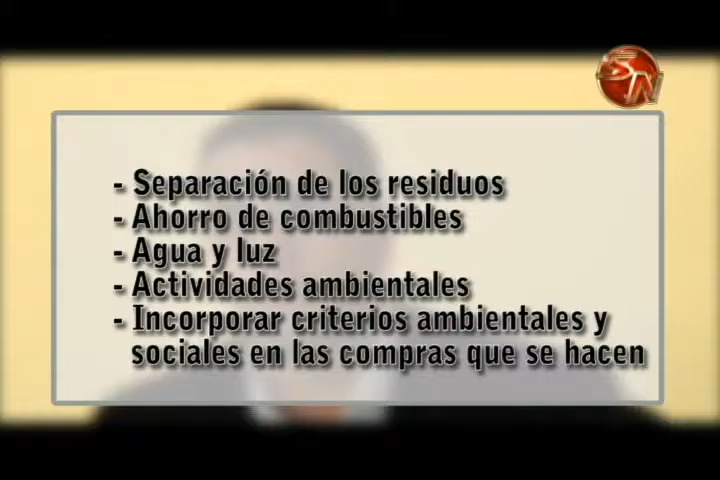 SN
- Separación de los residuos
- Ahorro de combustibles
- Agua y luz
- Actividades ambientales
- Incorporar criterios ambientales y
sociales en las compras que se hacen